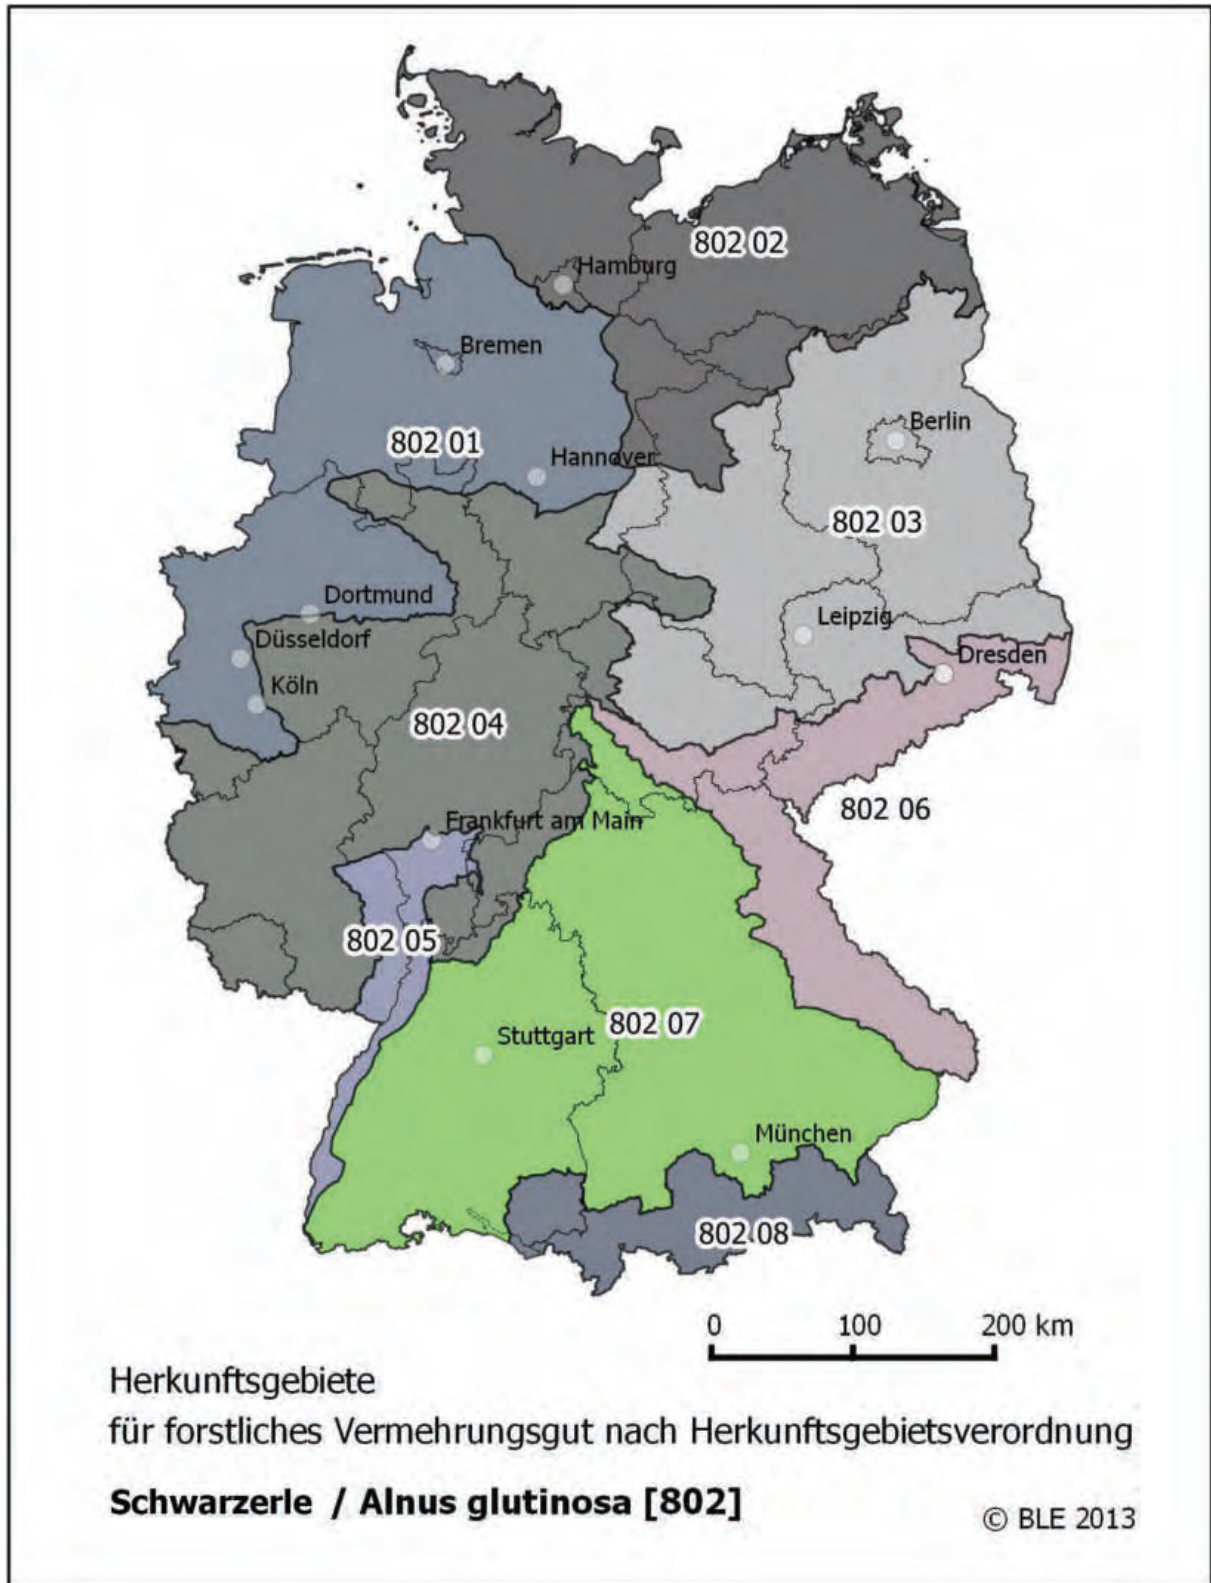 802 02
Hamburg
Bremen
Berlin
802 01
Hannover
802 03
Dortmund
Leipzig
Düsseldorf
Dresden
Köln
802 04
802 06
Frankfurt am Main
802 05
802 07
Stuttgart
München
802 08
0 100 200 km
Herkunftsgebiete
für forstliches Vermehrungsgut nach Herkunftsgebietsverordnung
Schwarzerle / Alnus glutinosa [802]
© BLE 2013